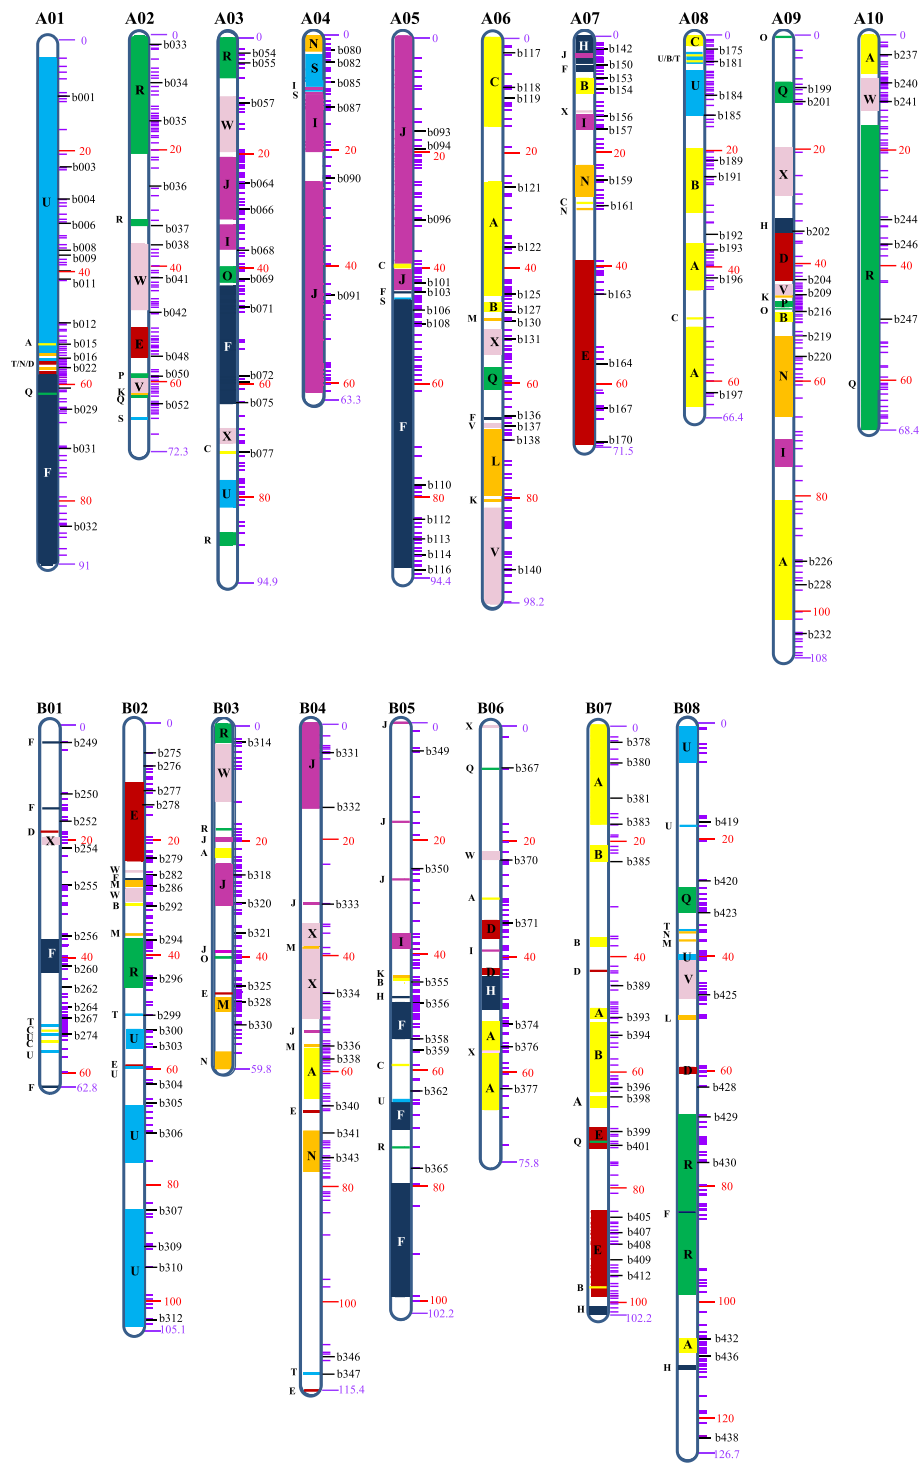 A01 A02 A03 A04 A05 A06 A07 A08 A09 A10
0
b001
20
b003
U
b004
b006
b008
b009
40
b011
b012
A
b015
b016
T/N/D
b022
60
Q
b029
b031
F
80
b032
91
0
b033
R
b034
b035
20
b036
R
b037
b038
40
W
b041
b042
E
b048
P
b050
V
60
K
Q
b052
S
72.3
0
R
b054
b055
b057
W
20
J
b064
b066
I
b068
40
O
b069
b071
F
b072
60
b075
X
C
b077
U
80
R
94.9
0
N
b080
b082
S
b085
I
S
b087
I
20
b090
J
b091
60
63.3
0
J
b093
b094
20
b096
C
40
J
b101
F
b103
S
b106
b108
60
F
b110
80
b112
b113
b114
b116
94.4
0
b117
C
b118
b119
20
b121
A
b122
40
b125
B
b127
M
b130
X
b131
Q
60
F
b136
V
b137
b138
L
K
80
V
b140
98.2
0
H
b142
J
b150
F
b153
B
b154
X
b156
I
b157
20
N
b159
C
b161
N
40
b163
E
b164
60
b167
b170
71.5
0
C
b175
U/B/T
b181
U
b184
b185
20
b189
B
b191
b192
b193
A
40
b196
C
A
60
b197
66.4
O
0
Q
b199
b201
20
X
H
b202
D
40
b204
V
K
b209
P
O
B
b219
b220
N
60
I
80
A
b226
b228
100
b232
108
0
A
b237
b240
W
b241
20
b244
b246
R
40
b247
Q
60
68.4
B01 B02 B03 B04 B05 B06 B07 B08
0
F
b249
b250
F
b252
D
20
X
b254
b255
b256
F
40
b260
b262
b264
b267
T
C
b274
U
C
U
60
F
62.8
0
b275
b276
b277
b278
E
20
b279
W
b282
F
M
b286
W
B
b292
M
b294
40
R
b296
T
b299
b300
U
b303
E
60
U
b304
b305
U
b306
80
b307
b309
U
b310
100
b312
105.1
0
R
b314
W
R
J
20
A
b318
J
b320
b321
J
O
40
b325
E
b328
M
b330
N
59.8
0
b331
J
b332
20
J
b333
X
M
40
X
b334
J
M
b336
b338
A
60
b340
E
b341
N
b343
80
100
b346
T
b347
E
115.4
J
0
b349
J
20
b350
J
I
40
K
B
b355
H
b356
F
b358
b359
C
60
b362
U
F
R
b365
80
F
100
102.2
X
0
Q
b367
20
W
b370
A
b371
D
I
40
D
H
b374
A
b376
X
60
A
b377
75.8
0
b378
b380
A
b381
b383
20
B
b385
B
40
D
b389
A
b393
b394
B
60
b396
b398
A
b399
E
Q
b401
80
b405
b407
b408
E
b409
b412
B
100
H
102.2
0
U
U
b419
20
b420
Q
b423
T
N
M
U
40
V
b425
L
D
60
b428
b429
R
b430
80
F
R
100
b432
A
b436
H
120
b438
126.7